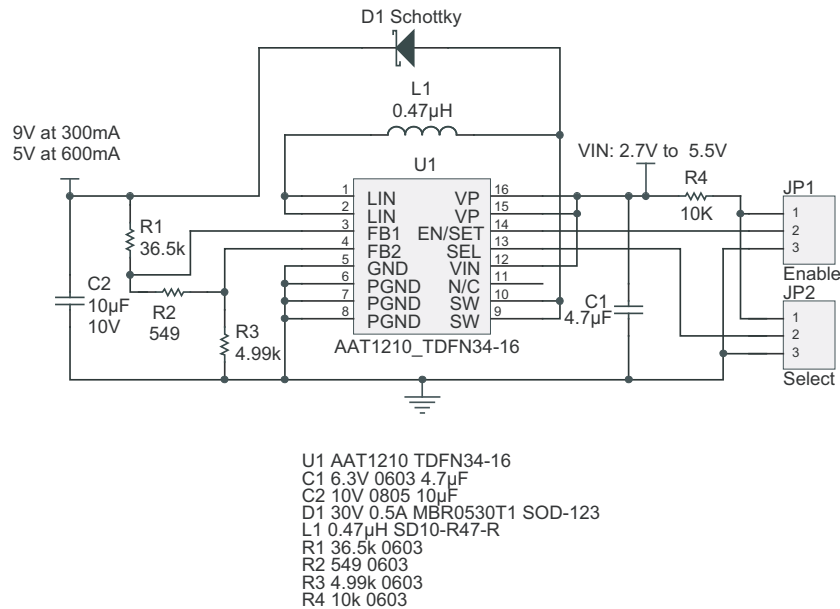 D1 Schottky
L1
0.47µH
9V at 300mA
5V at 600mA
U1
VIN: 2.7V to 5.5V
R4
10K
JP1
1
2
3
Enable
JP2
1
2
3
Select
R1
36.5k
C2
10µF
10V
R2
549
R3
4.99k
1 LIN VP 16
2 LIN VP 15
3 FB1 EN/SET 14
4 FB2 SEL 13
5 GND VIN 12
6 PGND N/C 11
7 PGND SW 10
8 PGND SW 9
AAT1210_TDFN34-16
C1
4.7µF
U1 AAT1210 TDFN34-16
C1 6.3V 0603 4.7µF
C2 10V 0805 10µF
D1 30V 0.5A MBR0530T1 SOD-123
L1 0.47µH SD10-R47-R
R1 36.5k 0603
R2 549 0603
R3 4.99k 0603
R4 10k 0603